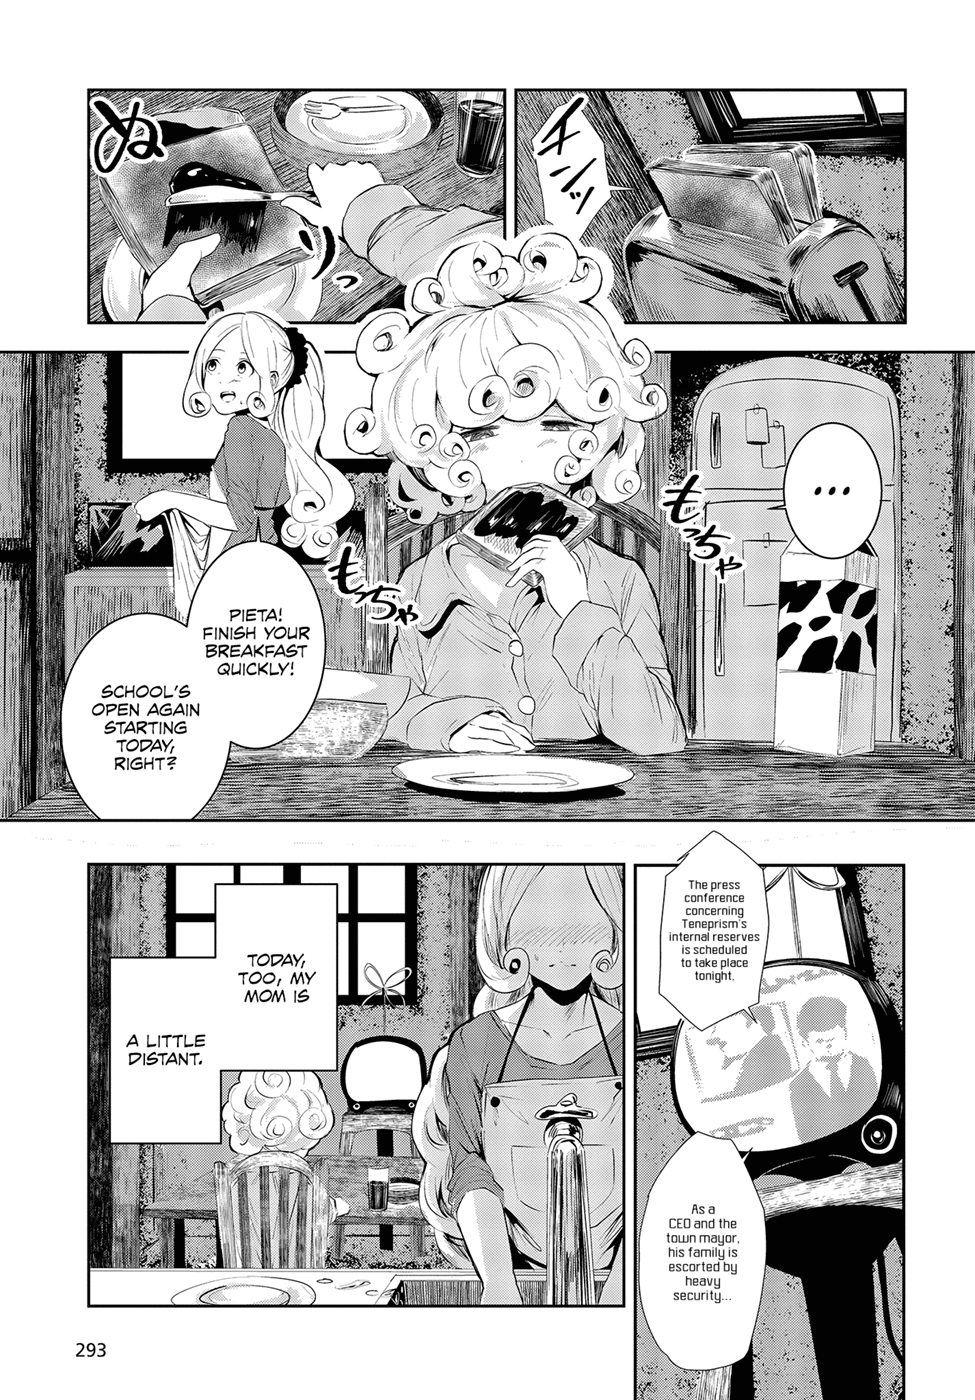 チンッ
ぬ
りっ
...
もっちゃ
もっちゃ
PIETA!
FINISH YOUR
BREAKFAST
QUICKLY!
SCHOOL'S
OPEN AGAIN
STARTING
TODAY,
RIGHT?
The press
conference
concerning
Teneprism's
internal reserves
is scheduled
to take place
tonight.
As a
CEO and the
town mayor,
his family is
escorted by
heavy
security...
TODAY,
TOO, MY
MOM IS
A LITTLE
DISTANT.
293